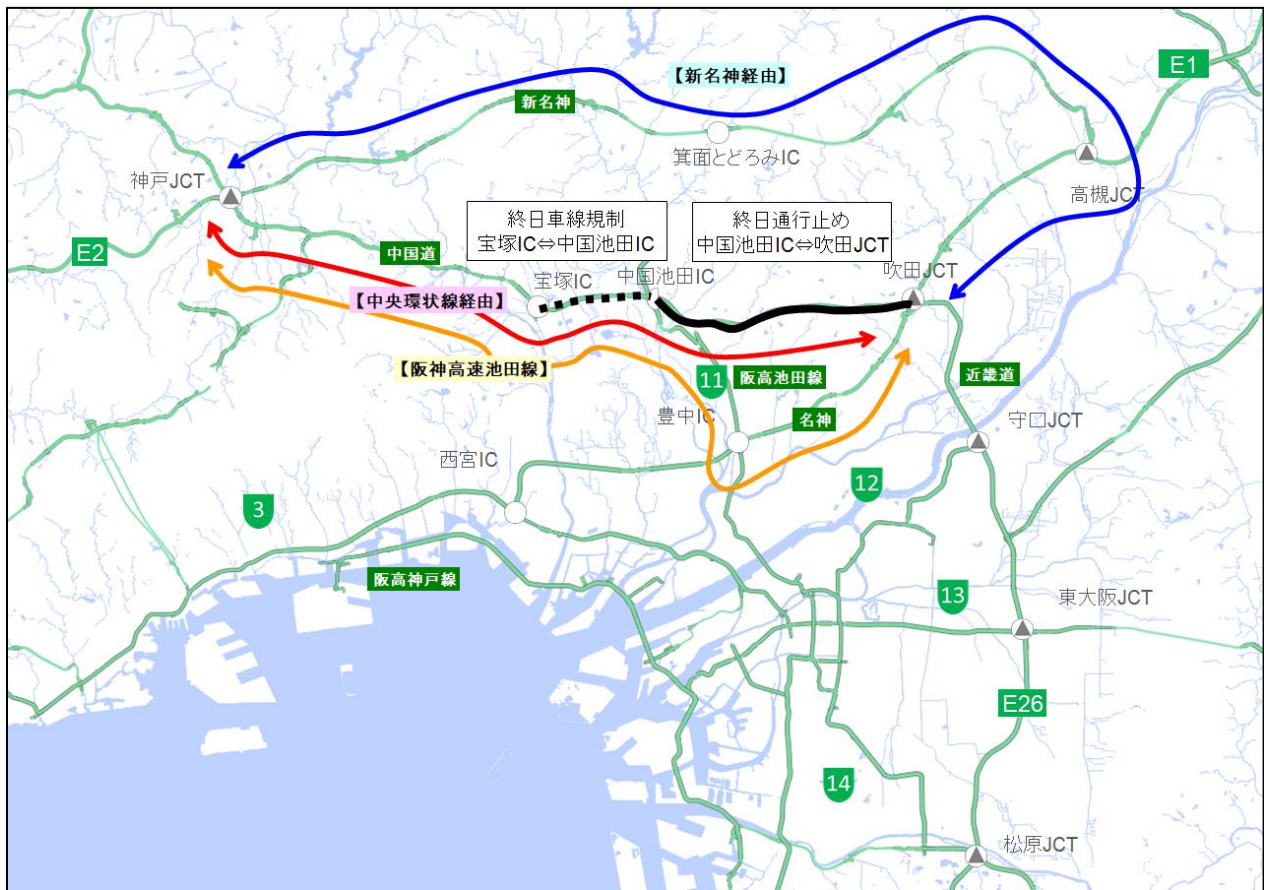 【新名神経由】
E1
新名神
箕面とどろみIC
神戸JCT
高槻JCT
終日車線規制
宝塚IC⇔中国池田IC
終日通行止め
中国池田IC⇔吹田JCT
E2
中国道
宝塚IC
中国池田IC
吹田JCT
【中央環状線経由】
【阪神高速池田線】
11
阪高池田線
近畿道
豊中IC
名神
守口JCT
西宮IC
12
3
阪高神戸線
13
東大阪JCT
E26
14
松原JCT